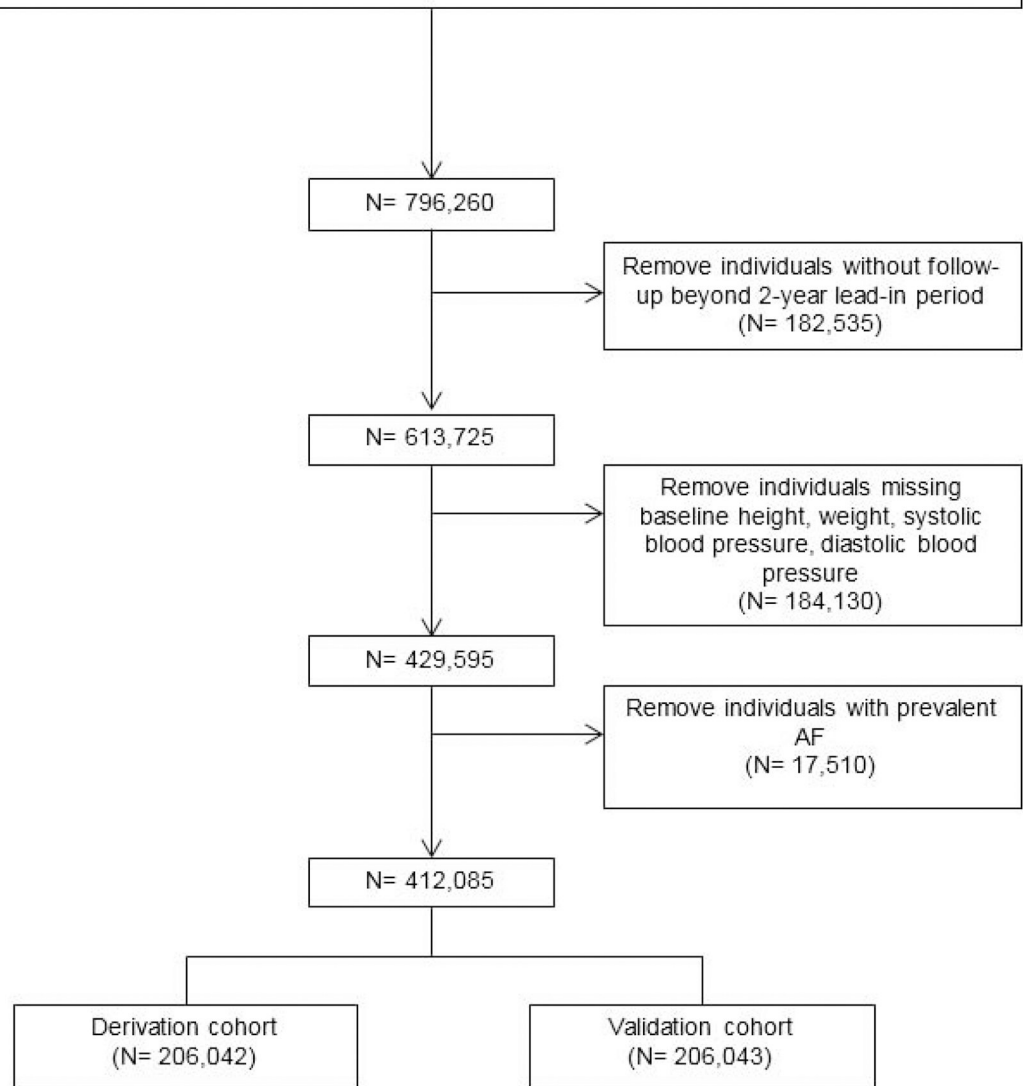 N= 796,260
Remove individuals without follow-
up beyond 2-year lead-in period
(N= 182,535)
N= 613,725
Remove individuals missing
baseline height, weight, systolic
blood pressure, diastolic blood
pressure
(N= 184,130)
N= 429,595
Remove individuals with prevalent
AF
(N= 17,510)
N= 412,085
Derivation cohort
(N= 206,042)
Validation cohort
(N= 206,043)